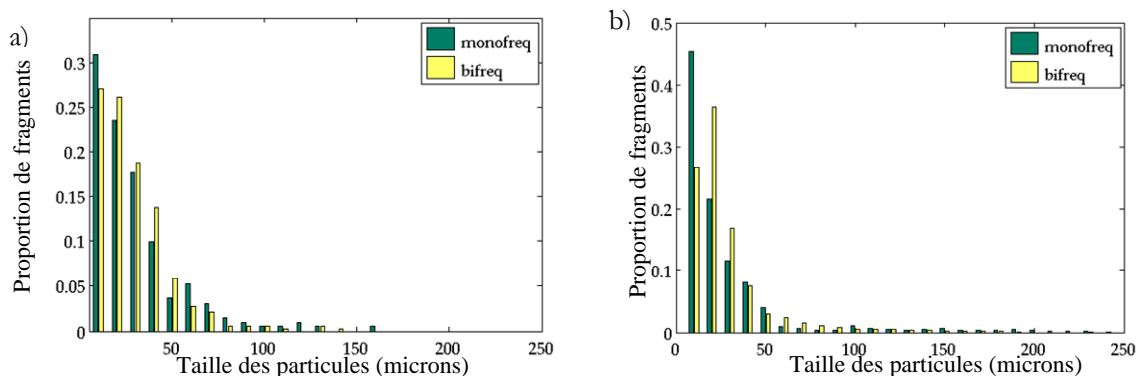 a)
monofreq
bifreq
Proportion de fragments
0.3
0.25
0.2
0.15
0.1
0.05
0
50
100
150
200
250
Taille des particules (microns)
b)
monofreq
bifreq
Proportion de fragments
0.5
0.4
0.3
0.2
0.1
0
0
50
100
150
200
250
Taille des particules (microns)